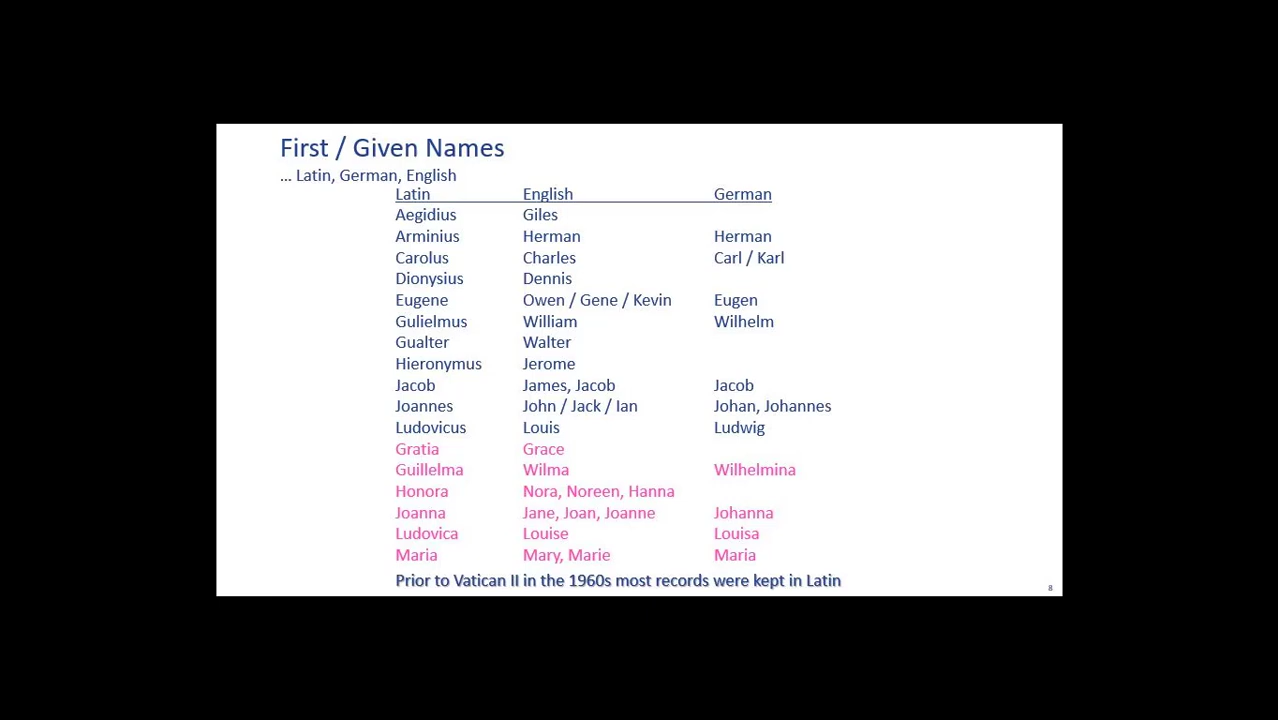 First / Given Names
... Latin, German, English
Latin English German
Aegidius Giles
Arminius Herman Herman
Carolus Charles Carl / Karl
Dionysius Dennis
Eugene Owen / Gene / Kevin Eugen
Gulielmus William Wilhelm
Gualter Walter
Hieronymus Jerome
Jacob James, Jacob Jacob
Joannes John / Jack / Ian Johan, Johannes
Ludovicus Louis Ludwig
Gratia Grace
Guillelma Wilma Wilhelmina
Honora Nora, Noreen, Hanna
Joanna Jane, Joan, Joanne Johanna
Ludovica Louise Louisa
Maria Mary, Marie Maria
Prior to Vatican II in the 1960s most records were kept in Latin
8